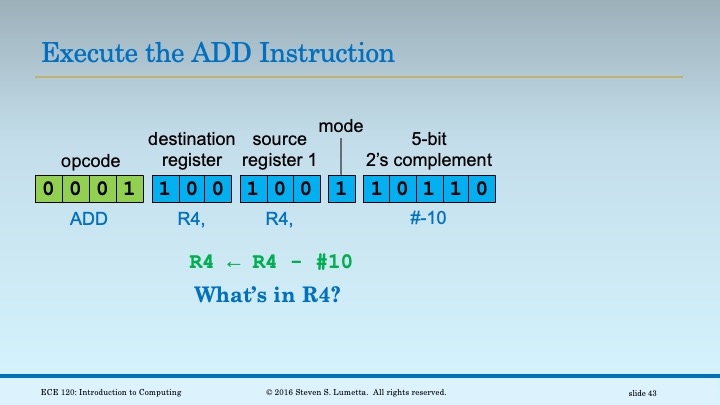 Execute the ADD Instruction
mode
destination source 5-bit
opcode register register 1 2’s complement
0 0 0 1 1 0 0 1 0 0 1 1 0 1 1 0
ADD R4, R4, #-10
R4 ← R4 - #10
What’s in R4?
ECE 120: Introduction to Computing © 2016 Steven S. Lumetta. All rights reserved. slide 43